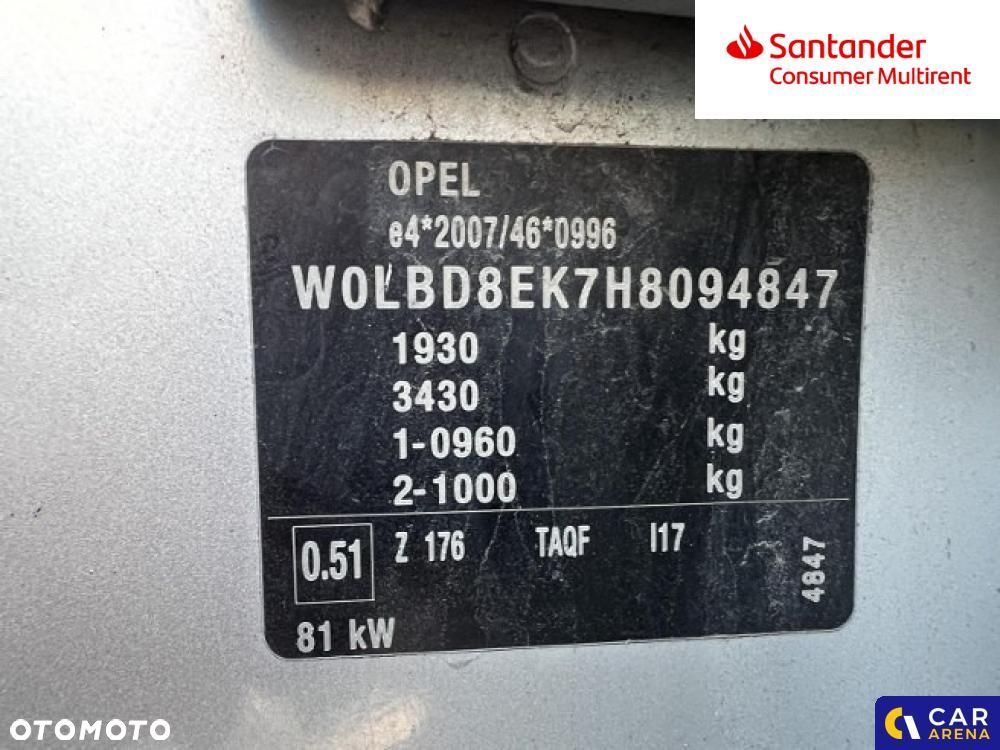 Santander
Consumer Multirent
OPEL
e4*2007/46*0996
W0LBD8EK7H8094847
1930 kg
3430 kg
1-0960 kg
2-1000 kg
0.51 Z 176 TAQF I17 4847
81 kW
OTOMOTO
CAR
ARENA